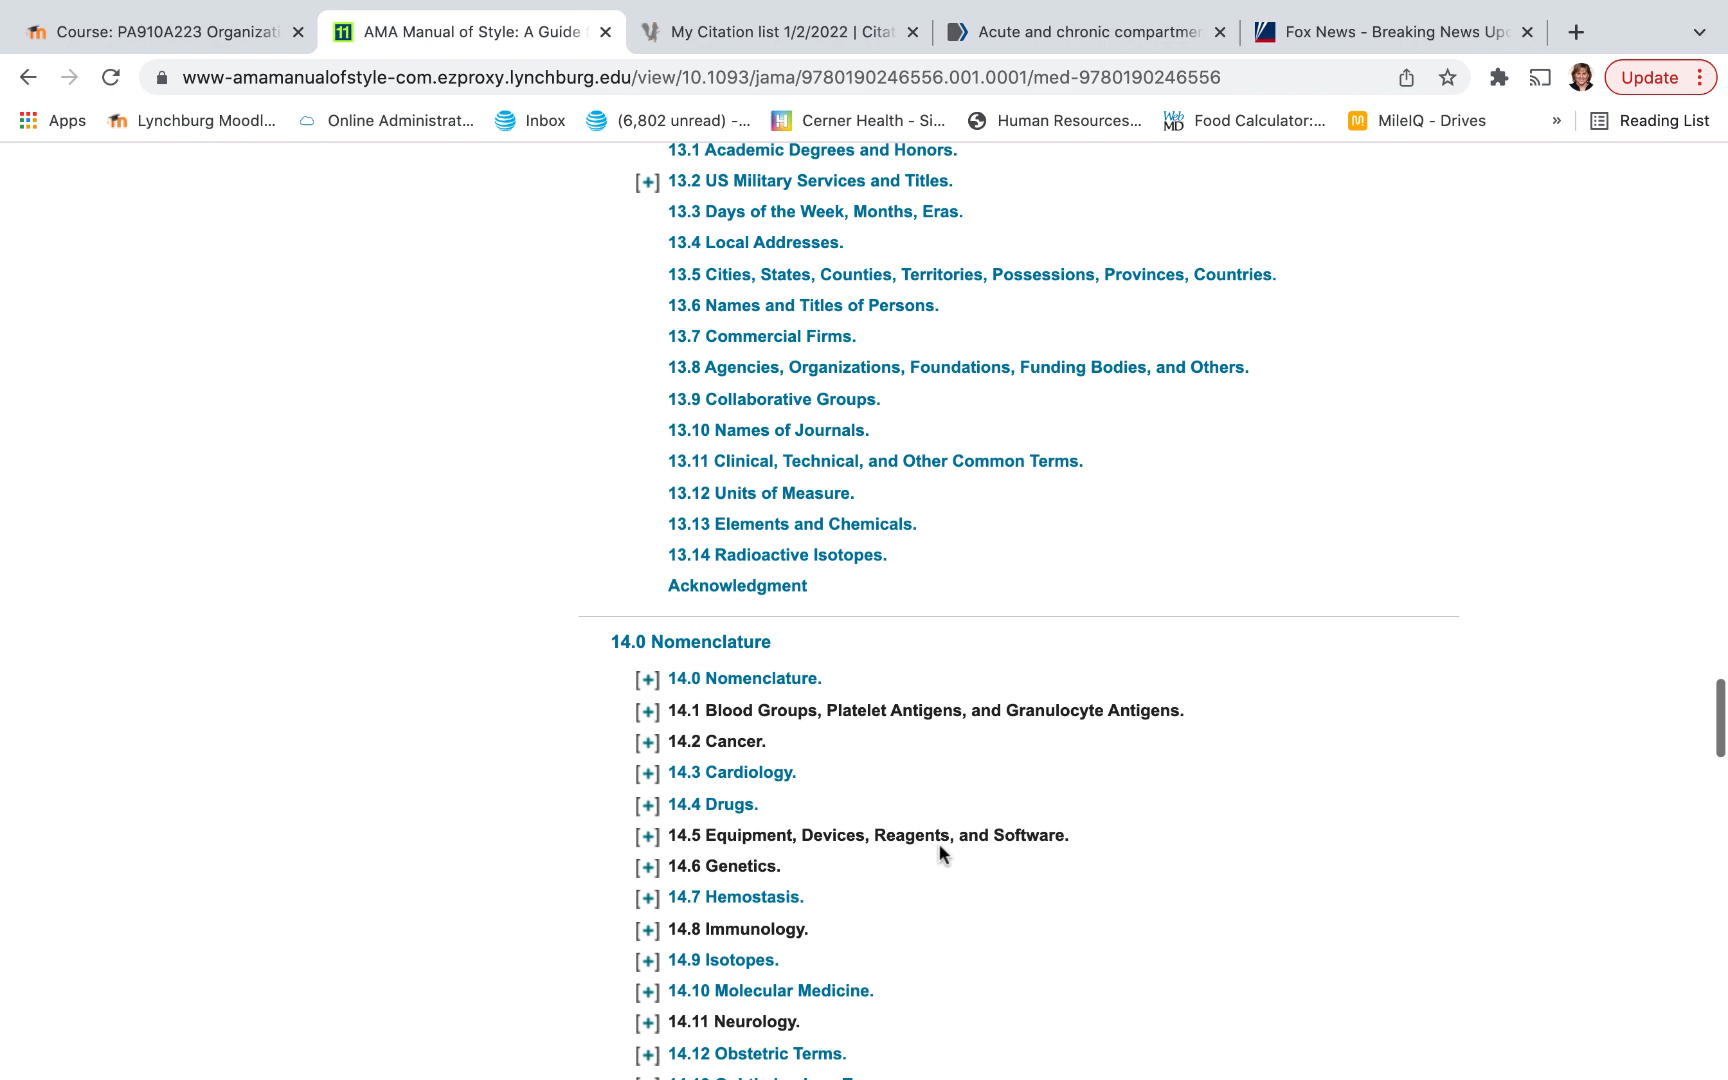 Course: PA910A223 Organizati
11 AMA Manual of Style: A Guide f
My Citation list 1/2/2022 | Citat
Acute and chronic compartmer
Fox News - Breaking News Upd
www-amamanualofstyle-com.ezproxy.lynchburg.edu/view/10.1093/jama/9780190246556.001.0001/med-9780190246556
Update
Apps
Lynchburg Moodl...
Online Administrat...
Inbox
(6,802 unread) -...
H Cerner Health - Si...
Human Resources...
Web MD Food Calculator:...
MileIQ - Drives
»
Reading List
13.1 Academic Degrees and Honors.
[+] 13.2 US Military Services and Titles.
13.3 Days of the Week, Months, Eras.
13.4 Local Addresses.
13.5 Cities, States, Counties, Territories, Possessions, Provinces, Countries.
13.6 Names and Titles of Persons.
13.7 Commercial Firms.
13.8 Agencies, Organizations, Foundations, Funding Bodies, and Others.
13.9 Collaborative Groups.
13.10 Names of Journals.
13.11 Clinical, Technical, and Other Common Terms.
13.12 Units of Measure.
13.13 Elements and Chemicals.
13.14 Radioactive Isotopes.
Acknowledgment
14.0 Nomenclature
[+] 14.0 Nomenclature.
[+] 14.1 Blood Groups, Platelet Antigens, and Granulocyte Antigens.
[+] 14.2 Cancer.
[+] 14.3 Cardiology.
[+] 14.4 Drugs.
[+] 14.5 Equipment, Devices, Reagents, and Software.
[+] 14.6 Genetics.
[+] 14.7 Hemostasis.
[+] 14.8 Immunology.
[+] 14.9 Isotopes.
[+] 14.10 Molecular Medicine.
[+] 14.11 Neurology.
[+] 14.12 Obstetric Terms.